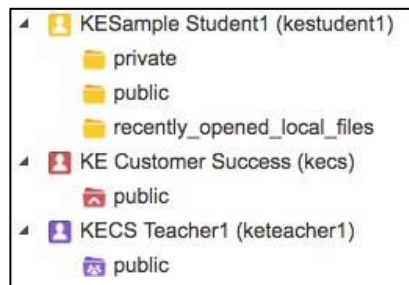 KESample Student1 (kestudent1)
private
public
recently_opened_local_files
KE Customer Success (kecs)
public
KECS Teacher1 (keteacher1)
public